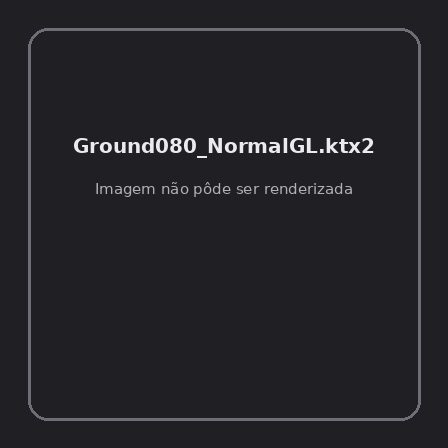 Ground080_NormalGL.ktx2
Imagem não pôde ser renderizada